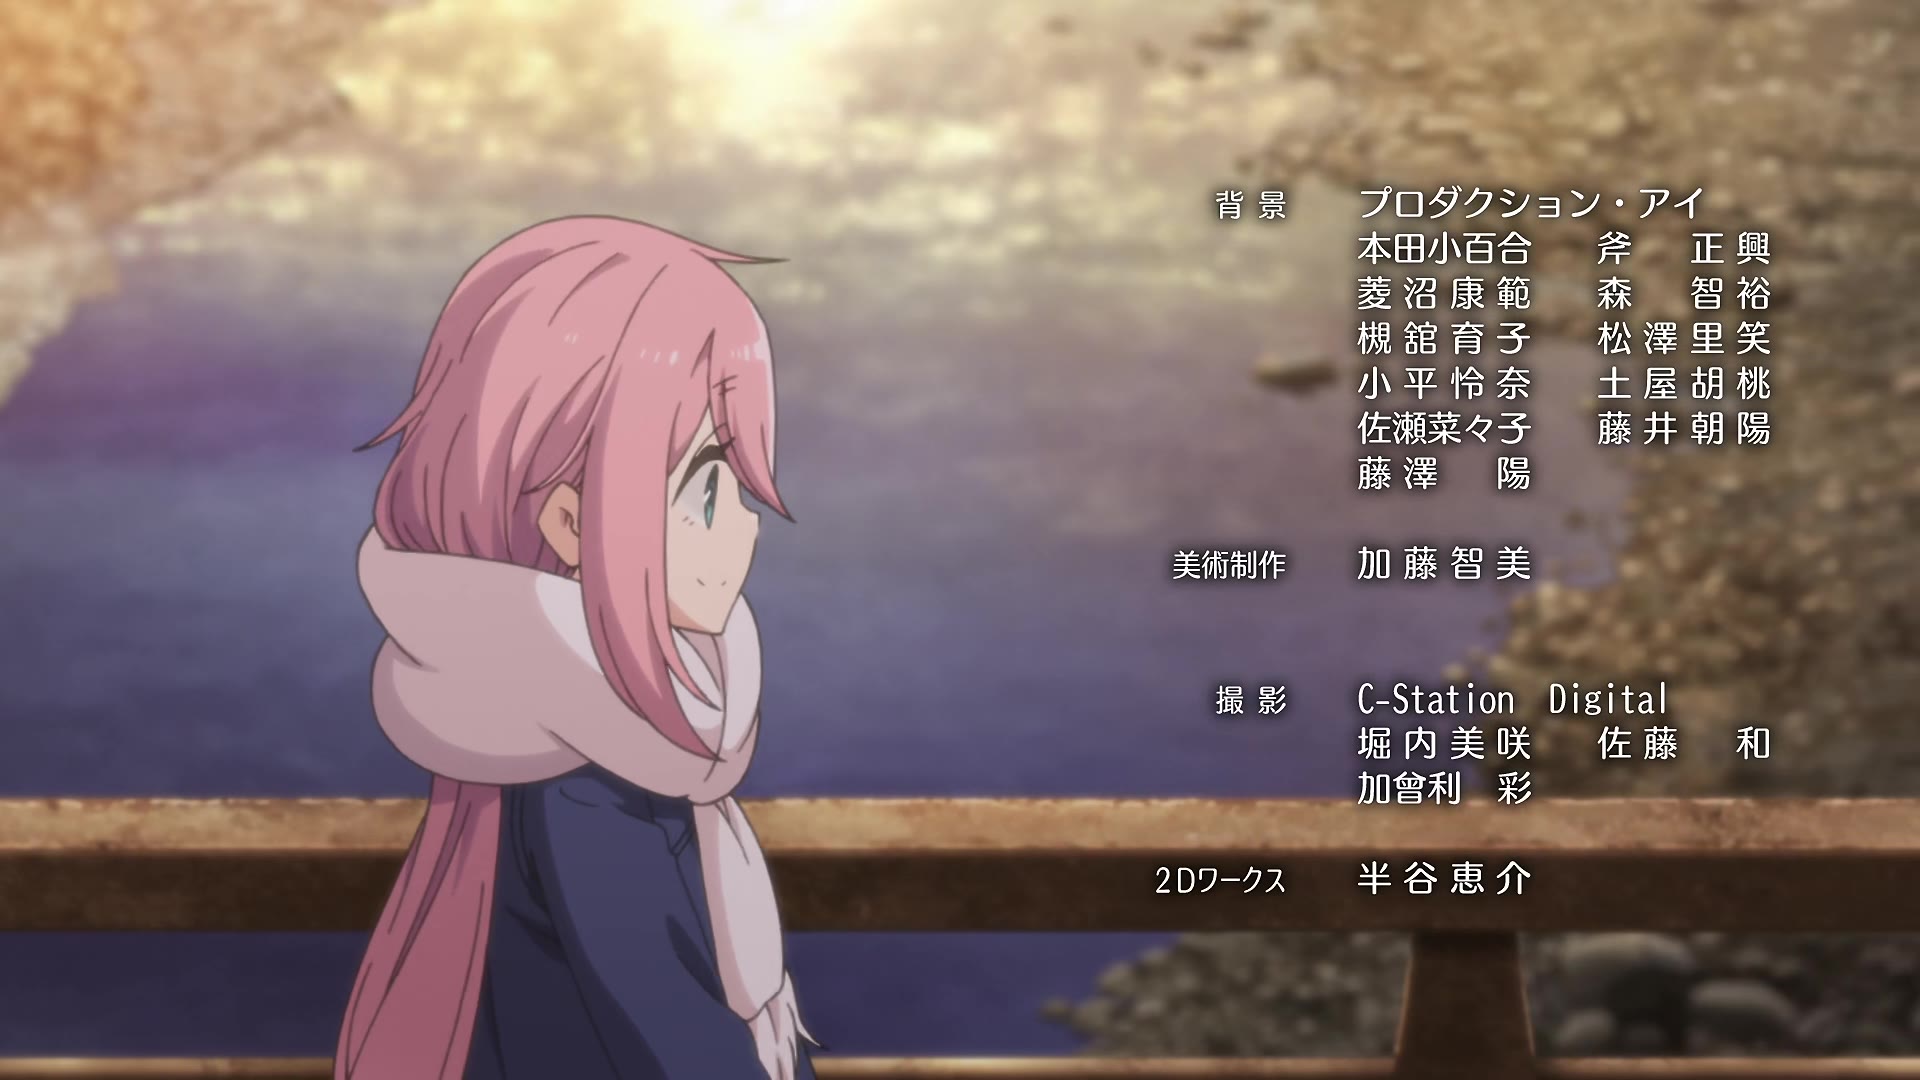 背景 プロダクション・アイ
本田小百合 斧 正興
菱沼康範 森 智裕
槻舘育子 松澤里笑
小平怜奈 土屋胡桃
佐瀬菜々子 藤井朝陽
藤澤 陽
美術制作 加藤智美
撮影 C-Station Digital
堀内美咲 佐藤 和
加曾利 彩
2Dワークス 半谷恵介